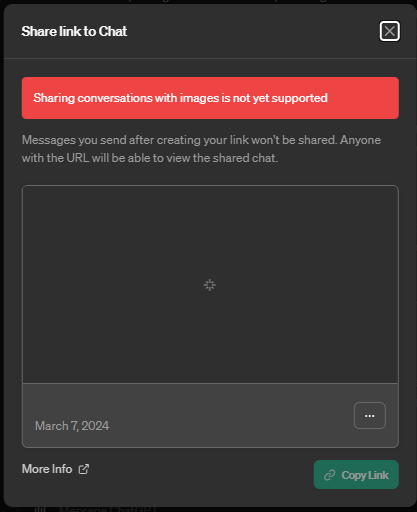 Share link to Chat
Sharing conversations with images is not yet supported
Messages you send after creating your link won't be shared. Anyone
with the URL will be able to view the shared chat.
March 7, 2024
...
More Info
Copy Link